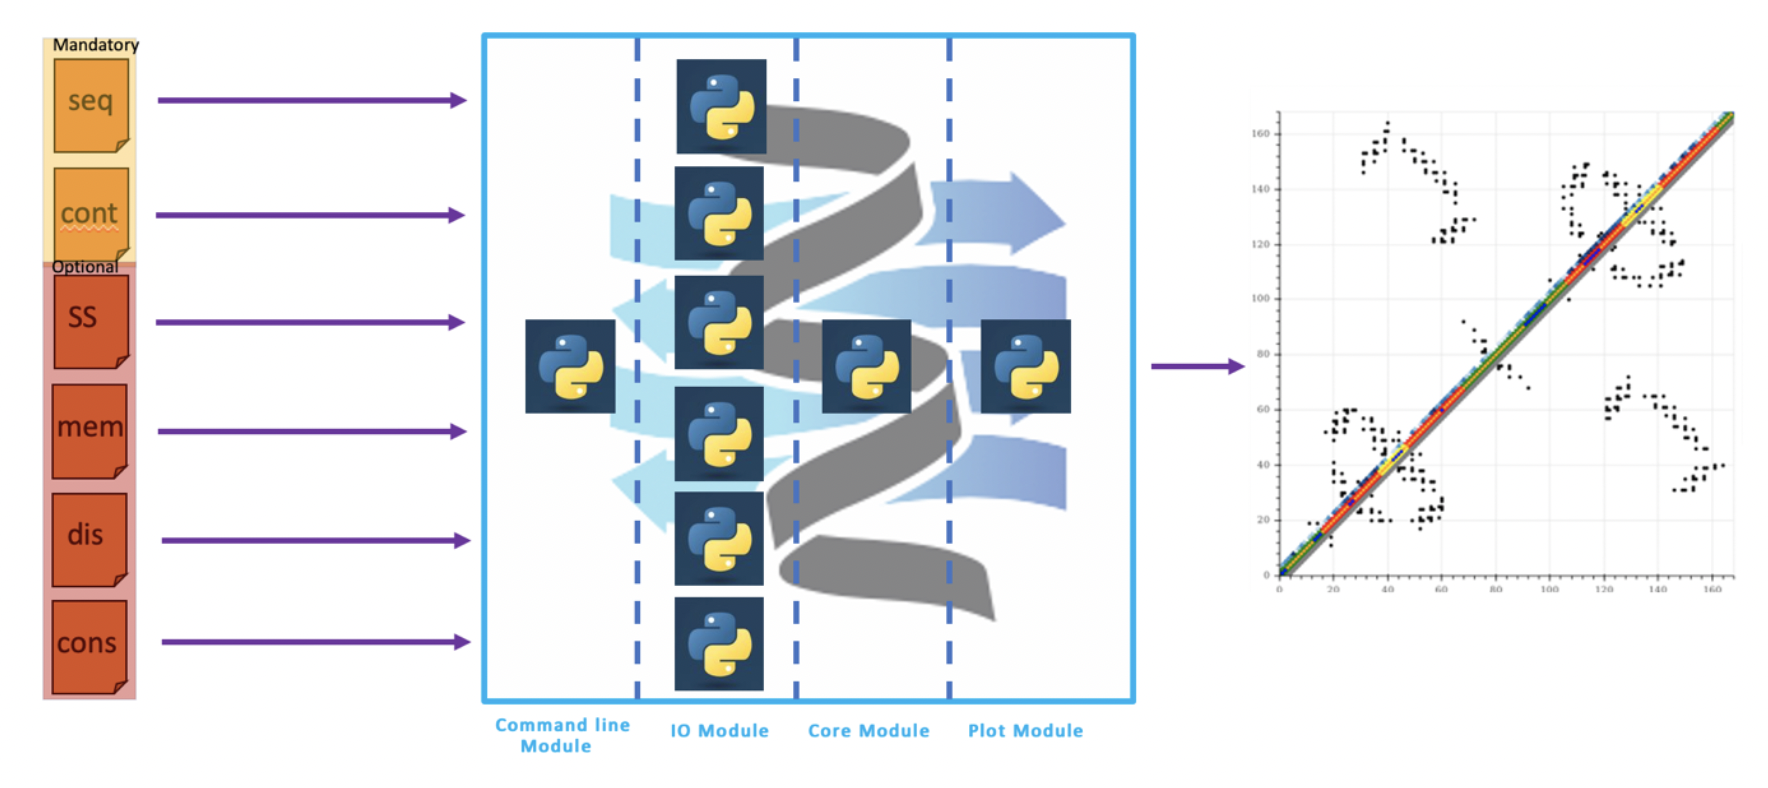 Mandatory
seq
cont
Optional
SS
mem
dis
cons
Command line
Module
IO Module
Core Module
Plot Module
160
140
120
100
80
60
40
20
0
0 20 40 60 80 100 120 140 160